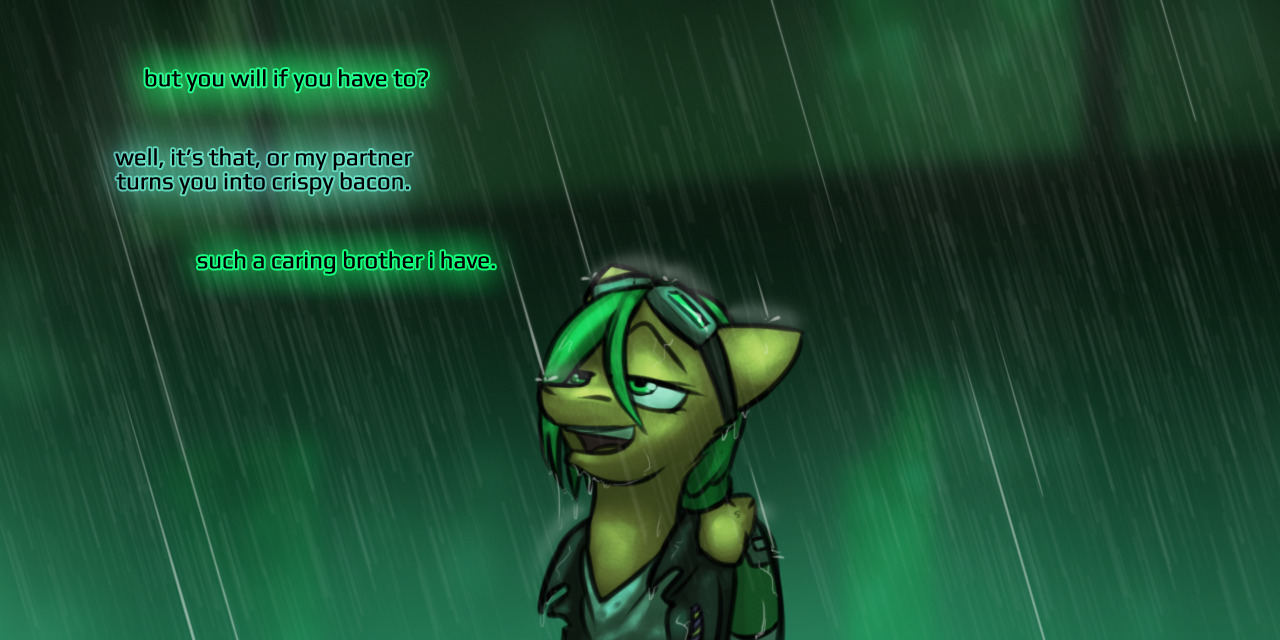 but you will if you have to?
well, it's that, or my partner
turns you into crispy bacon.
such a caring brother i have.